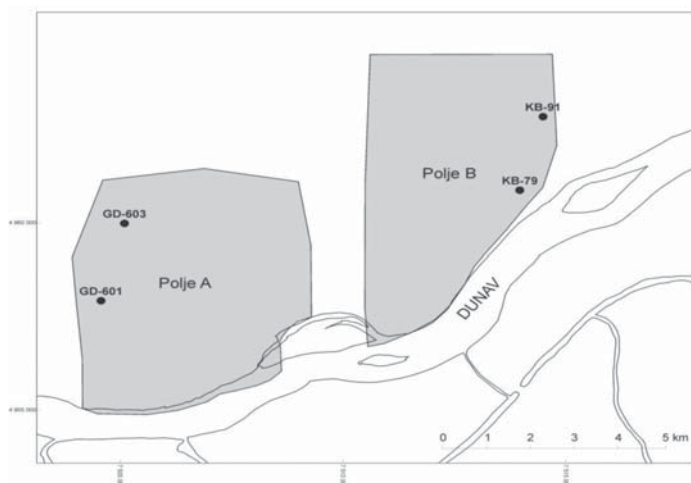 KB-91
Polje B
KB-79
GD-603
Polje A
GD-601
DUNAV
0 1 2 3 4 5 km